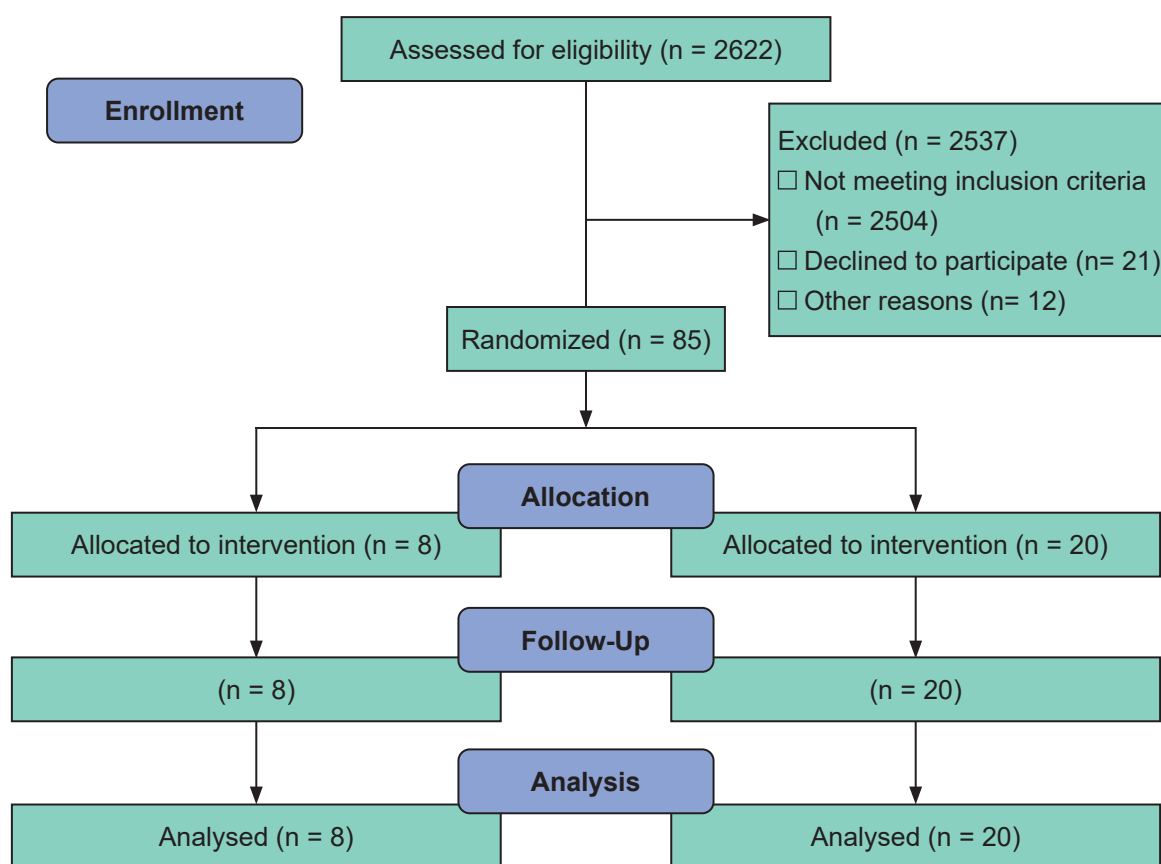 Assessed for eligibility (n = 2622)
Enrollment
Excluded (n = 2537)
☐ Not meeting inclusion criteria
(n = 2504)
☐ Declined to participate (n= 21)
☐ Other reasons (n= 12)
Randomized (n = 85)
Allocation
Allocated to intervention (n = 8)
Allocated to intervention (n = 20)
Follow-Up
(n = 8)
(n = 20)
Analysis
Analysed (n = 8)
Analysed (n = 20)